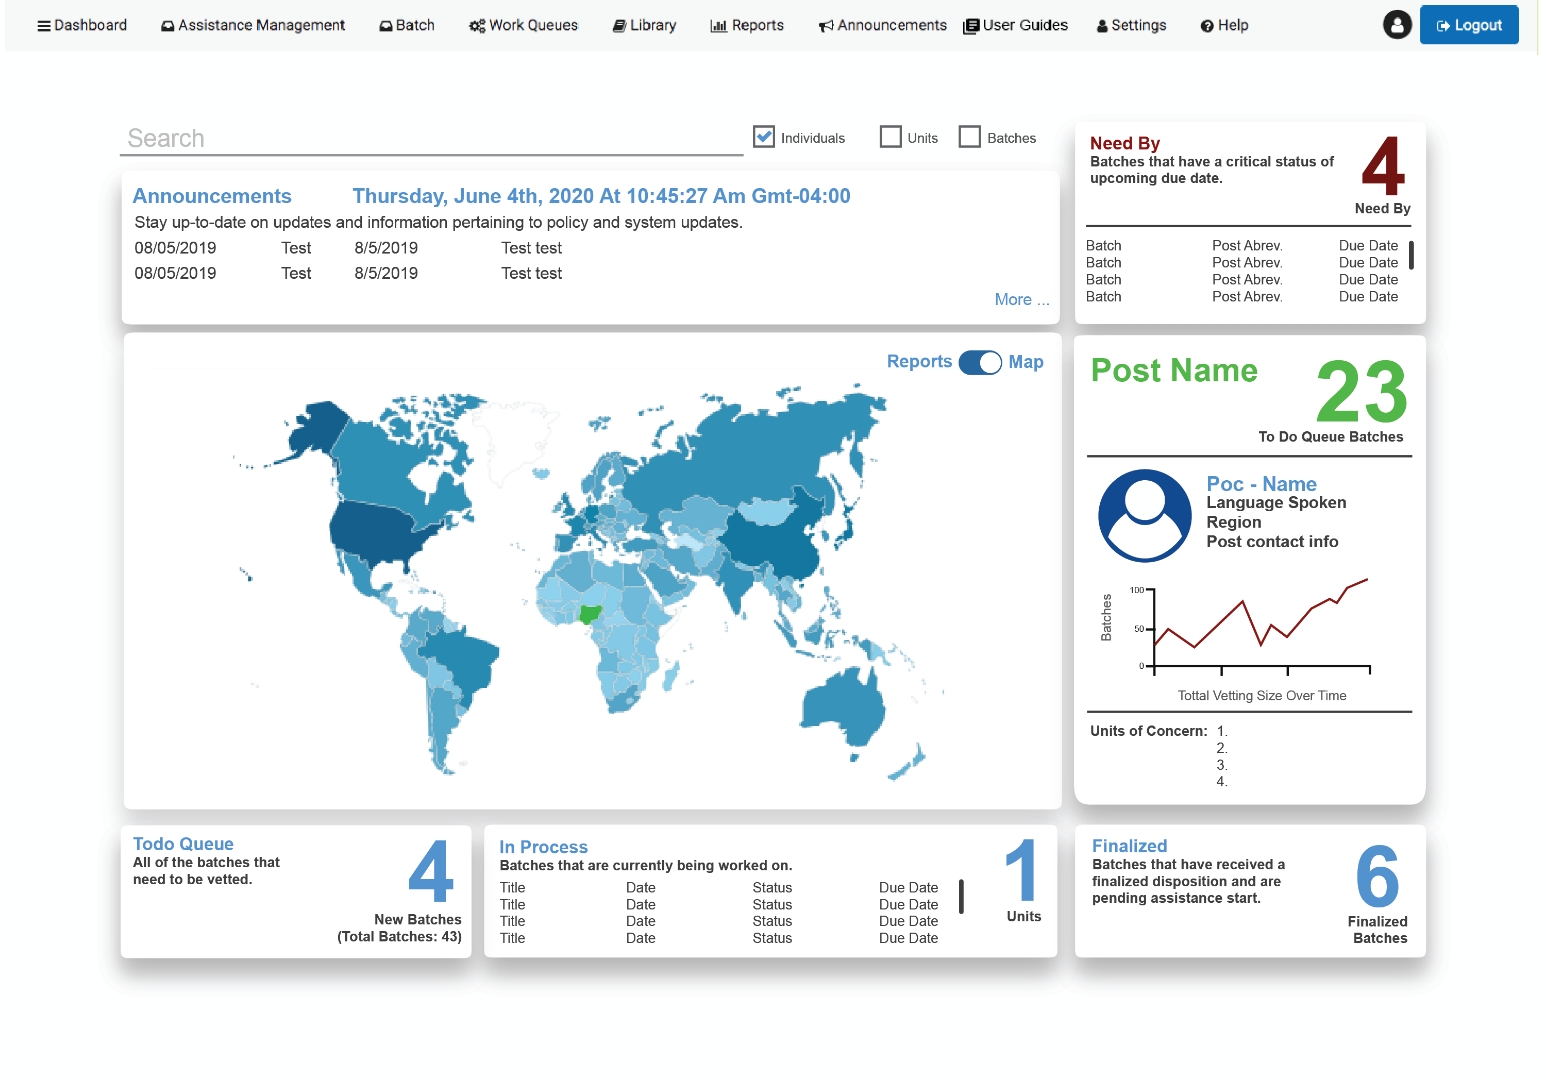 Dashboard Assistance Management Batch Work Queues Library Reports Announcements User Guides Settings Help Logout
Search
Individuals Units Batches
Announcements Thursday, June 4th, 2020 At 10:45:27 Am Gmt-04:00
Stay up-to-date on updates and information pertaining to policy and system updates.
08/05/2019 Test 8/5/2019 Test test
08/05/2019 Test 8/5/2019 Test test
More ...
Need By
Batches that have a critical status of
upcoming due date.
4
Need By
Batch Post Abrev. Due Date
Batch Post Abrev. Due Date
Batch Post Abrev. Due Date
Batch Post Abrev. Due Date
Reports Map
Post Name
23
To Do Queue Batches
Poc - Name
Language Spoken
Region
Post contact info
Batches
100
50
0
Tottal Vetting Size Over Time
Units of Concern: 1.
2.
3.
4.
Todo Queue
All of the batches that
need to be vetted.
4
New Batches
(Total Batches: 43)
In Process
Batches that are currently being worked on.
Title Date Status Due Date
Title Date Status Due Date
Title Date Status Due Date
Title Date Status Due Date
1
Units
Finalized
Batches that have received a
finalized disposition and are
pending assistance start.
6
Finalized
Batches